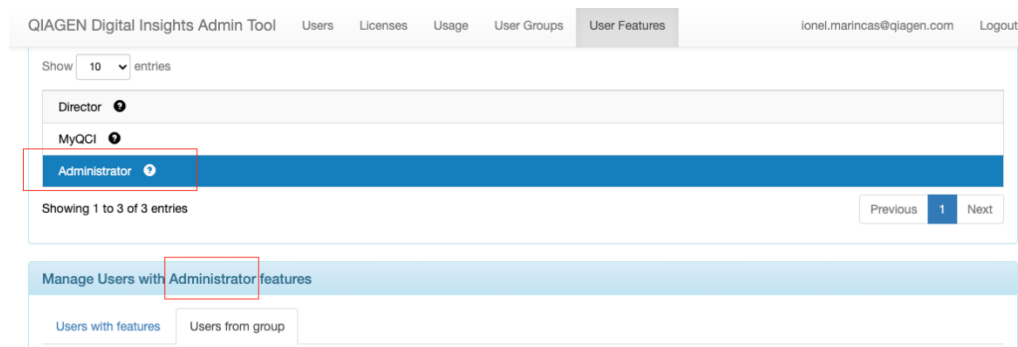 QIAGEN Digital Insights Admin Tool Users Licenses Usage User Groups User Features ionel.marincas@qiagen.com Logout
Show 10 entries
Director ?
MyQCI ?
Administrator ?
Showing 1 to 3 of 3 entries Previous 1 Next
Manage Users with Administrator features
Users with features Users from group